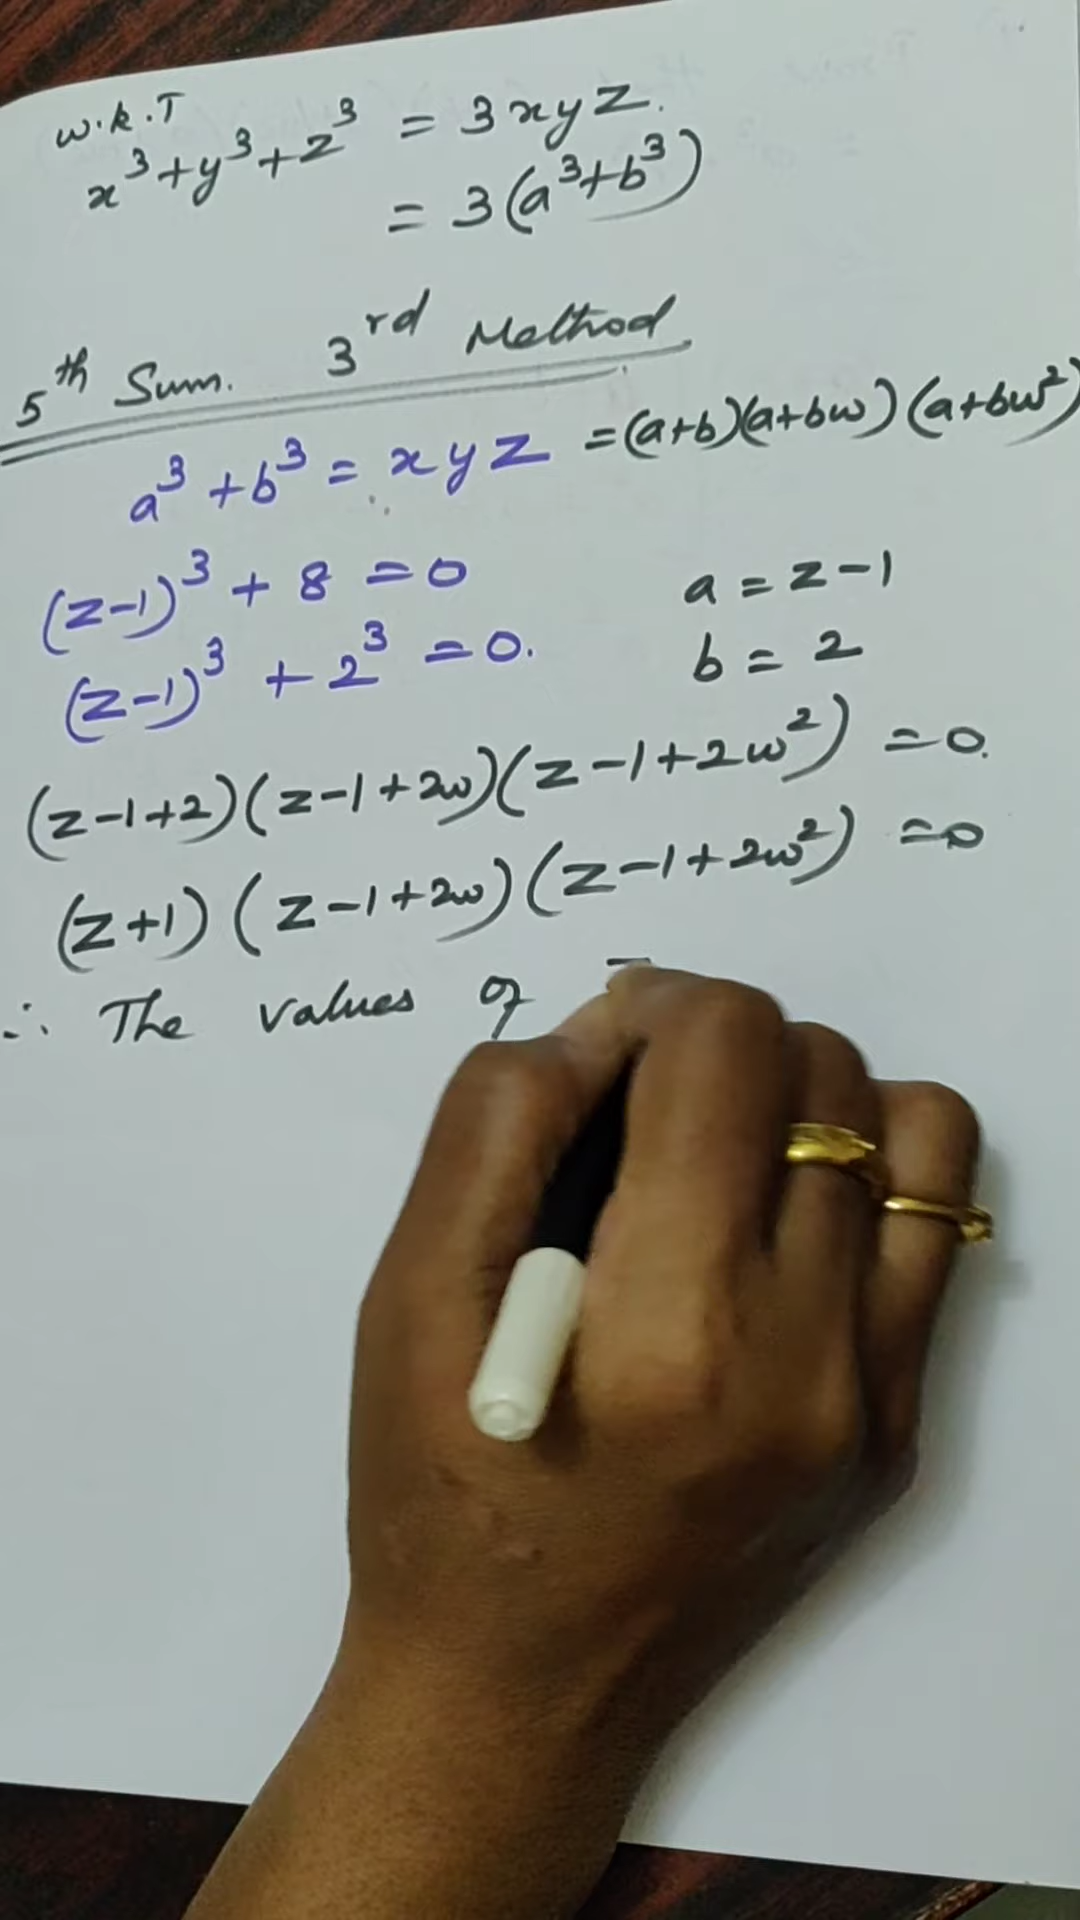 w.k.T
x³+y³+z³ = 3xyz.
= 3(a³+b³)
5th Sum. 3rd Method
a³+b³ = xyz =(a+b)(a+bω)(a+bω²)
(z-1)³ + 8 = 0
a = z-1
(z-1)³ + 2³ = 0.
b = 2
(z-1+2)(z-1+2ω)(z-1+2ω²) = 0.
(z+1)(z-1+2ω)(z-1+2ω²) = 0
∴ The values of